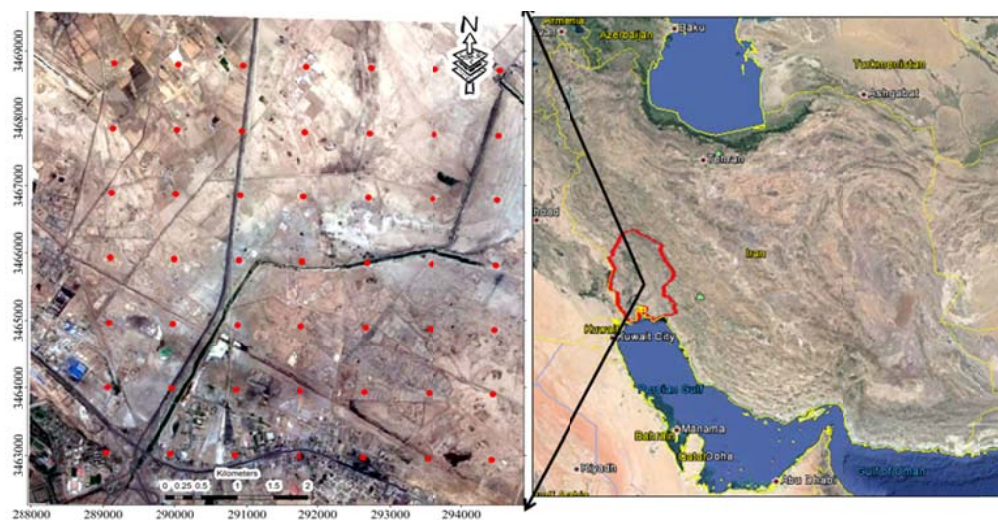 N
3469000
3468000
3467000
3466000
3465000
3464000
3463000
Kilometers
0 0.25 0.5 1 1.5 2
288000 289000 290000 291000 292000 293000 294000
Armenia
Baku
Azerbaijan
Turkmenistan
Ashgabat
Tehran
ndad
Iran
Kuwait
Kuwait City
Persian Gulf
Manama
Bahrain
Doha
Riyadh
Abu Dhabi
Gulf of Oman